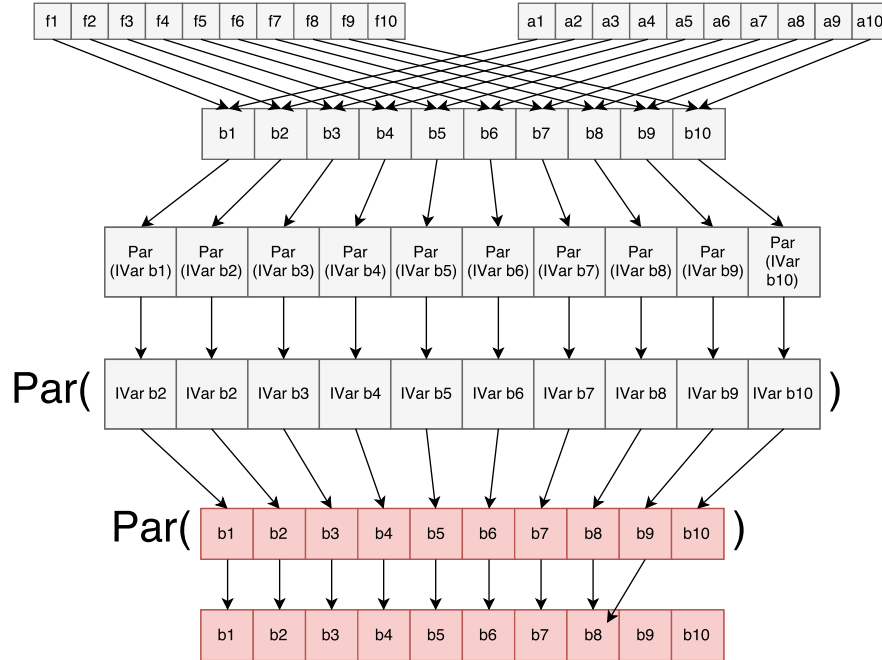 f1 f2 f3 f4 f5 f6 f7 f8 f9 f10 a1 a2 a3 a4 a5 a6 a7 a8 a9 a10
b1 b2 b3 b4 b5 b6 b7 b8 b9 b10
Par (IVar b1)
Par (IVar b2)
Par (IVar b3)
Par (IVar b4)
Par (IVar b5)
Par (IVar b6)
Par (IVar b7)
Par (IVar b8)
Par (IVar b9)
Par (IVar b10)
Par( IVar b2 IVar b2 IVar b3 IVar b4 IVar b5 IVar b6 IVar b7 IVar b8 IVar b9 IVar b10 )
Par( b1 b2 b3 b4 b5 b6 b7 b8 b9 b10 )
b1 b2 b3 b4 b5 b6 b7 b8 b9 b10